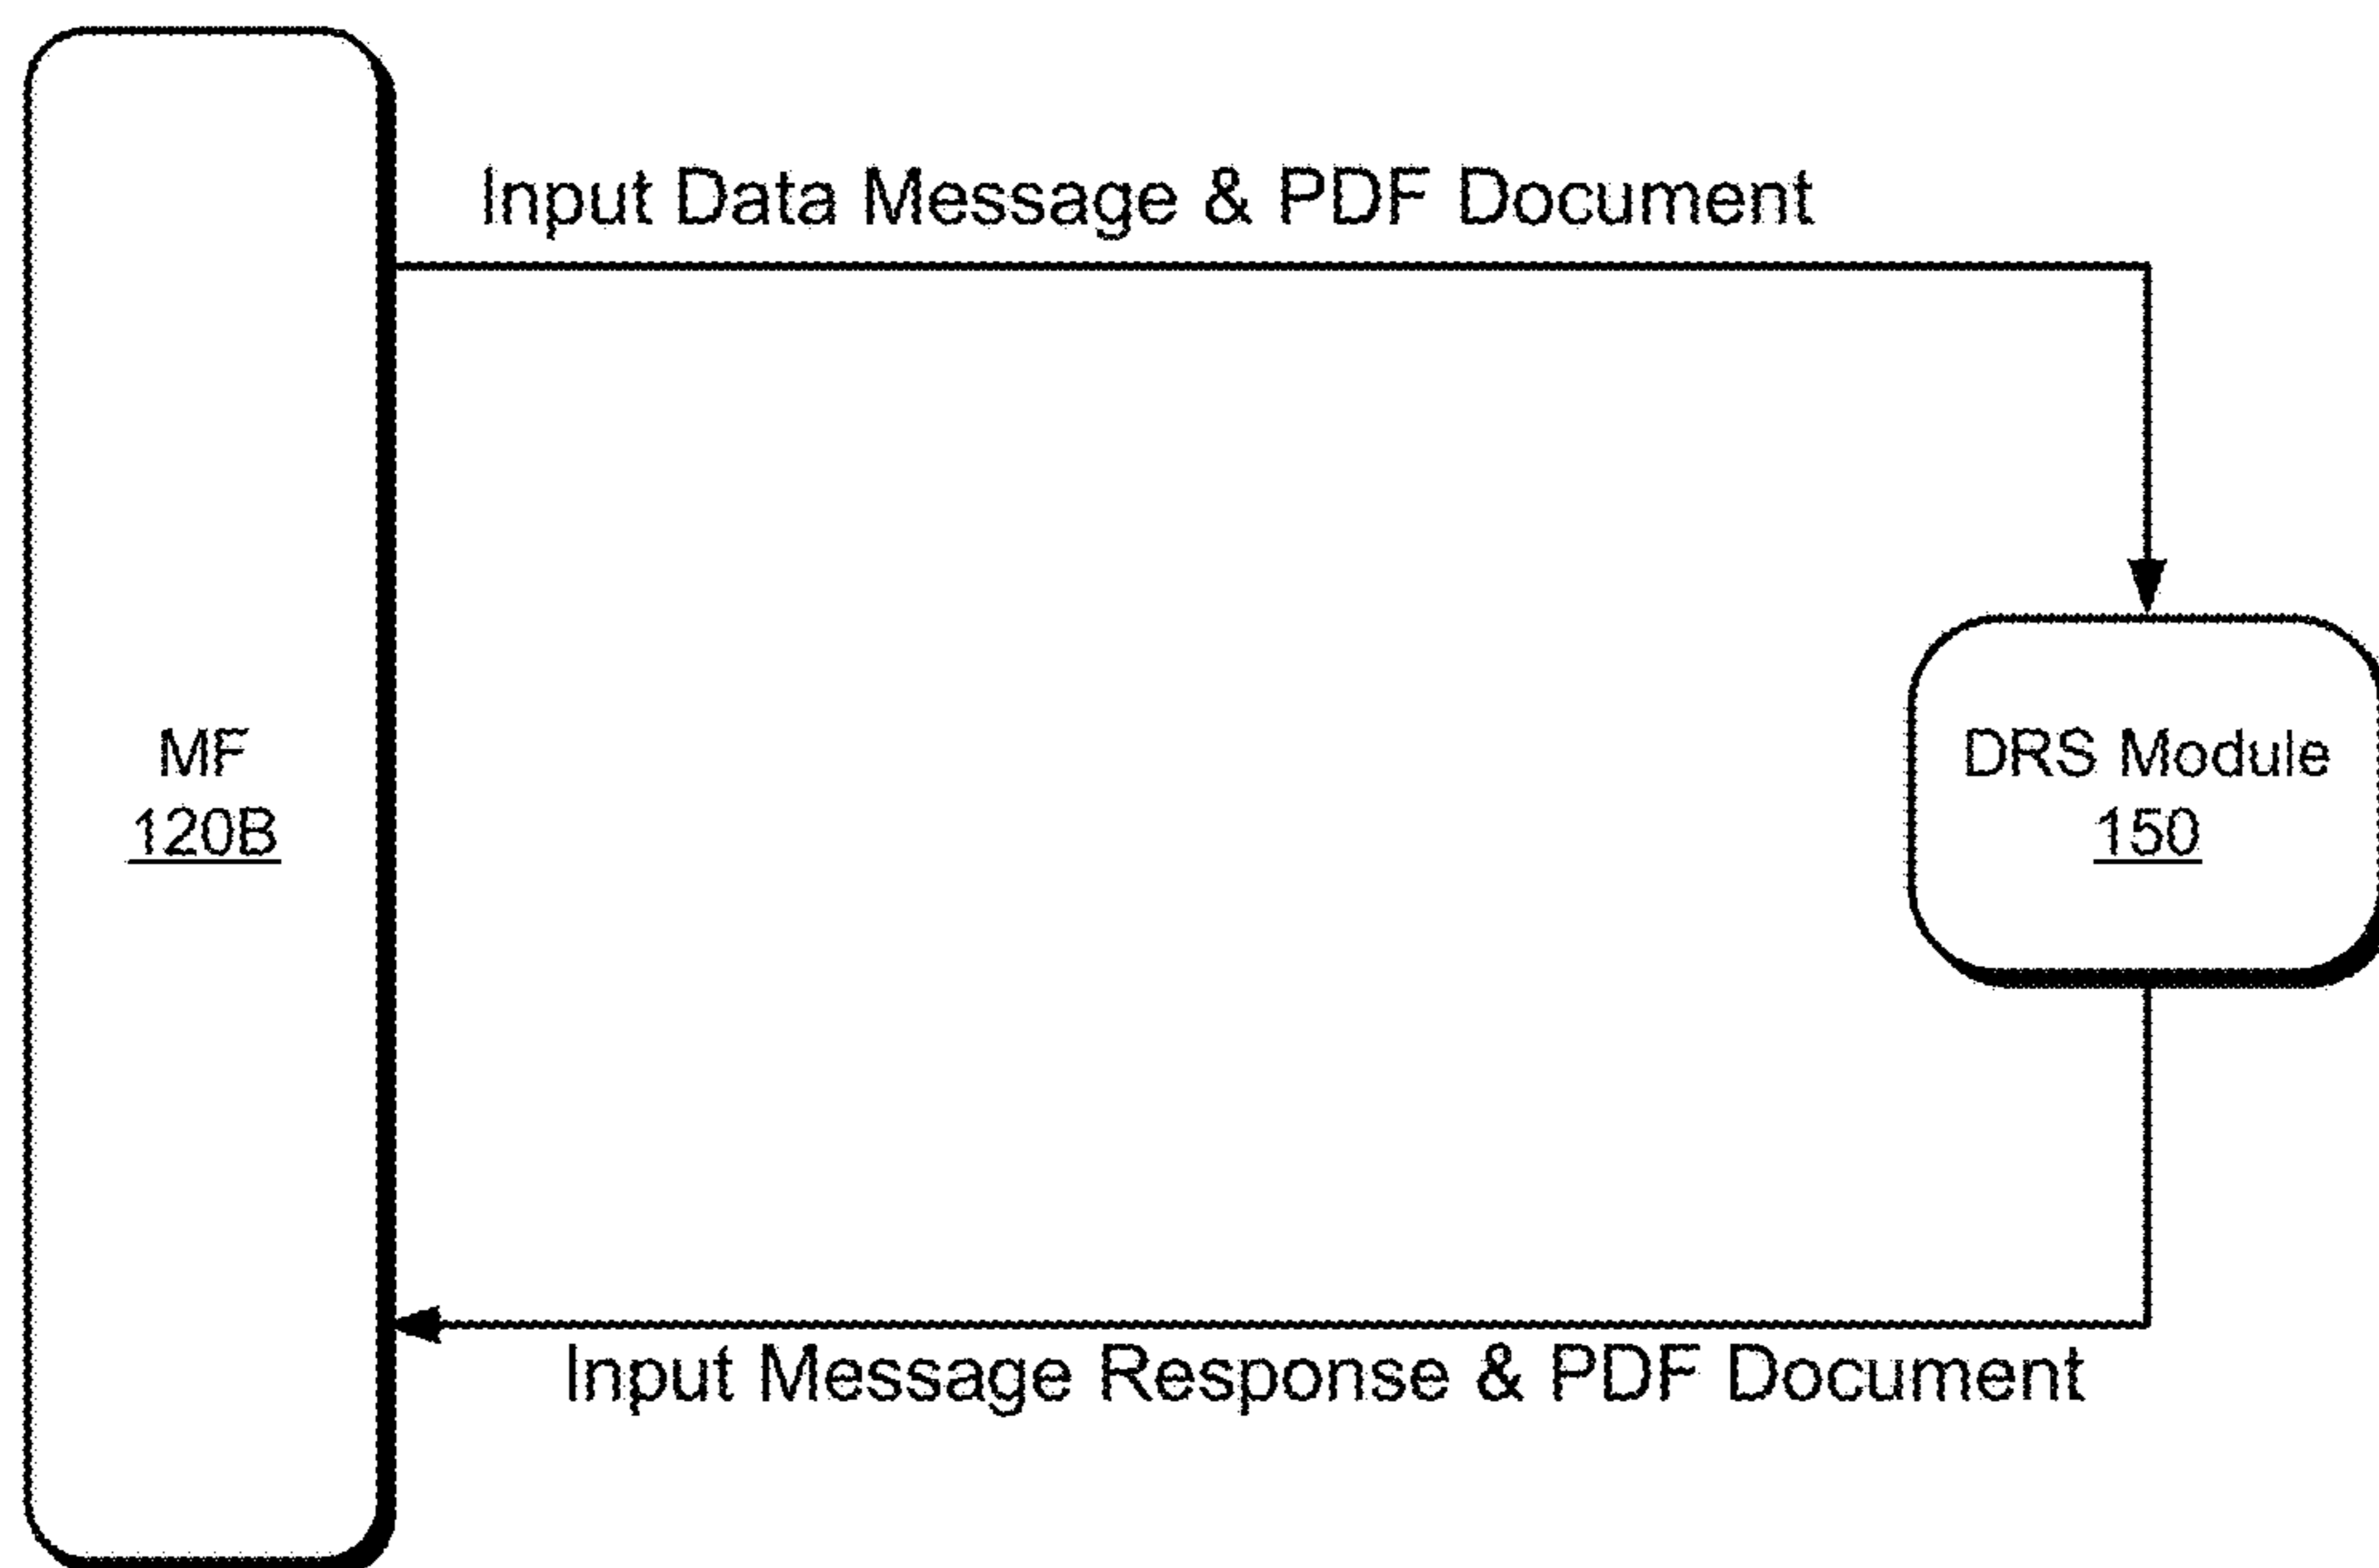 Input Data Message & PDF Document
MF
120B
DRS Module
150
Input Message Response & PDF Document